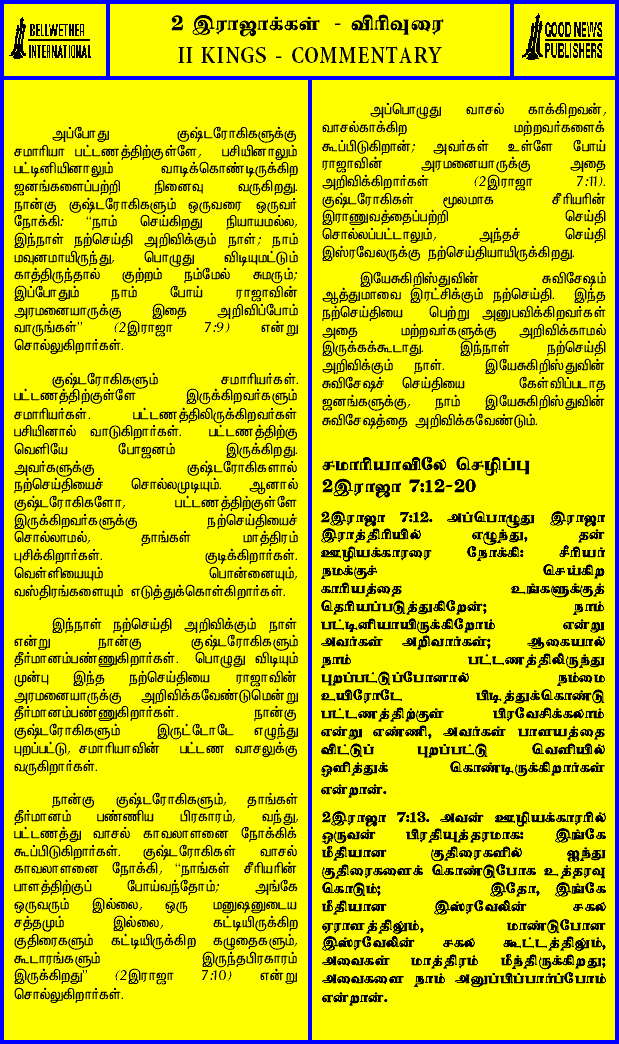 BELLWETHER
INTERNATIONAL
2 இராஜாக்கள் - விரிவுரை
II KINGS - COMMENTARY
GOOD NEWS
PUBLISHERS
அப்போது குஷ்டரோகிகளுக்கு
சமாரியா பட்டணத்திற்குள்ளே, பசியினாலும்
பட்டினியினாலும் வாடிக்கொண்டிருக்கிற
ஜனங்களைப்பற்றி நினைவு வருகிறது.
நான்கு குஷ்டரோகிகளும் ஒருவரை ஒருவர்
நோக்கி: “நாம் செய்கிறது நியாயமல்ல,
இந்நாள் நற்செய்தி அறிவிக்கும் நாள்; நாம்
மவுனமாயிருந்து, பொழுது விடியுமட்டும்
காத்திருந்தால் குற்றம் நம்மேல் சுமரும்;
இப்போதும் நாம் போய் ராஜாவின்
அரமனையாருக்கு இதை அறிவிப்போம்
வாருங்கள்” (2இராஜா 7:9) என்று
சொல்லுகிறார்கள்.
குஷ்டரோகிகளும் சமாரியர்கள்.
பட்டணத்திற்குள்ளே இருக்கிறவர்களும்
சமாரியர்கள். பட்டணத்திலிருக்கிறவர்கள்
பசியினால் வாடுகிறார்கள். பட்டணத்திற்கு
வெளியே போஜனம் இருக்கிறது.
அவர்களுக்கு குஷ்டரோகிகளால்
நற்செய்தியைச் சொல்லமுடியும். ஆனால்
குஷ்டரோகிகளோ, பட்டணத்திற்குள்ளே
இருக்கிறவர்களுக்கு நற்செய்தியைச்
சொல்லாமல், தாங்கள் மாத்திரம்
புசிக்கிறார்கள். குடிக்கிறார்கள்.
வெள்ளியையும் பொன்னையும்,
வஸ்திரங்களையும் எடுத்துக்கொள்கிறார்கள்.
இந்நாள் நற்செய்தி அறிவிக்கும் நாள்
என்று நான்கு குஷ்டரோகிகளும்
தீர்மானம்பண்ணுகிறார்கள். பொழுது விடியும்
முன்பு இந்த நற்செய்தியை ராஜாவின்
அரமனையாருக்கு அறிவிக்கவேண்டுமென்று
தீர்மானம்பண்ணுகிறார்கள். நான்கு
குஷ்டரோகிகளும் இருட்டோடே எழுந்து
புறப்பட்டு, சமாரியாவின் பட்டண வாசலுக்கு
வருகிறார்கள்.
நான்கு குஷ்டரோகிகளும், தாங்கள்
தீர்மானம் பண்ணிய பிரகாரம், வந்து,
பட்டணத்து வாசல் காவலாளனை நோக்கிக்
கூப்பிடுகிறார்கள். குஷ்டரோகிகள் வாசல்
காவலாளனை நோக்கி, “நாங்கள் சீரியரின்
பாளத்திற்குப் போய்வந்தோம்; அங்கே
ஒருவரும் இல்லை, ஒரு மனுஷனுடைய
சத்தமும் இல்லை, கட்டியிருக்கிற
குதிரைகளும் கட்டியிருக்கிற கழுதைகளும்,
கூடாரங்களும் இருந்தபிரகாரம்
இருக்கிறது” (2இராஜா 7:10) என்று
சொல்லுகிறார்கள்.
அப்பொழுது வாசல் காக்கிறவன்,
வாசல்காக்கிற மற்றவர்களைக்
கூப்பிடுகிறான்; அவர்கள் உள்ளே போய்
ராஜாவின் அரமனையாருக்கு அதை
அறிவிக்கிறார்கள் (2இராஜா 7:11).
குஷ்டரோகிகள் மூலமாக சீரியரின்
இராணுவத்தைப்பற்றி செய்தி
சொல்லப்பட்டாலும், அந்தச் செய்தி
இஸ்ரவேலருக்கு நற்செய்தியாயிருக்கிறது.
இயேசுகிறிஸ்துவின் சுவிசேஷம்
ஆத்துமாவை இரட்சிக்கும் நற்செய்தி. இந்த
நற்செய்தியை பெற்று அனுபவிக்கிறவர்கள்
அதை மற்றவர்களுக்கு அறிவிக்காமல்
இருக்கக்கூடாது. இந்நாள் நற்செய்தி
அறிவிக்கும் நாள். இயேசுகிறிஸ்துவின்
சுவிசேஷச் செய்தியை கேள்விப்படாத
ஜனங்களுக்கு, நாம் இயேசுகிறிஸ்துவின்
சுவிசேஷத்தை அறிவிக்கவேண்டும்.
சமாரியாவிலே செழிப்பு
2இராஜா 7:12-20
2இராஜா 7:12. அப்பொழுது இராஜா
இராத்திரியில் எழுந்து, தன்
ஊழியக்காரரை நோக்கி: சீரியர்
நமக்குச் செய்கிற
காரியத்தை உங்களுக்குத்
தெரியப்படுத்துகிறேன்; நாம்
பட்டினியாயிருக்கிறோம் என்று
அவர்கள் அறிவார்கள்; ஆகையால்
நாம் பட்டணத்திலிருந்து
புறப்பட்டுப்போனால் நம்மை
உயிரோடே பிடித்துக்கொண்டு
பட்டணத்திற்குள் பிரவேசிக்கலாம்
என்று எண்ணி, அவர்கள் பாளயத்தை
விட்டுப் புறப்பட்டு வெளியில்
ஒளித்துக் கொண்டிருக்கிறார்கள்
என்றான்.
2இராஜா 7:13. அவன் ஊழியக்காரரில்
ஒருவன் பிரதியுத்தரமாக: இங்கே
மீதியான குதிரைகளில் ஐந்து
குதிரைகளைக் கொண்டுபோக உத்தரவு
கொடும்; இதோ, இங்கே
மீதியான இஸ்ரவேலின் சகல
ஏராளத்திலும், மாண்டுபோன
இஸ்ரவேலின் சகல கூட்டத்திலும்,
அவைகள் மாத்திரம் மீந்திருக்கிறது;
அவைகளை நாம் அனுப்பிப்பார்ப்போம்
என்றான்.